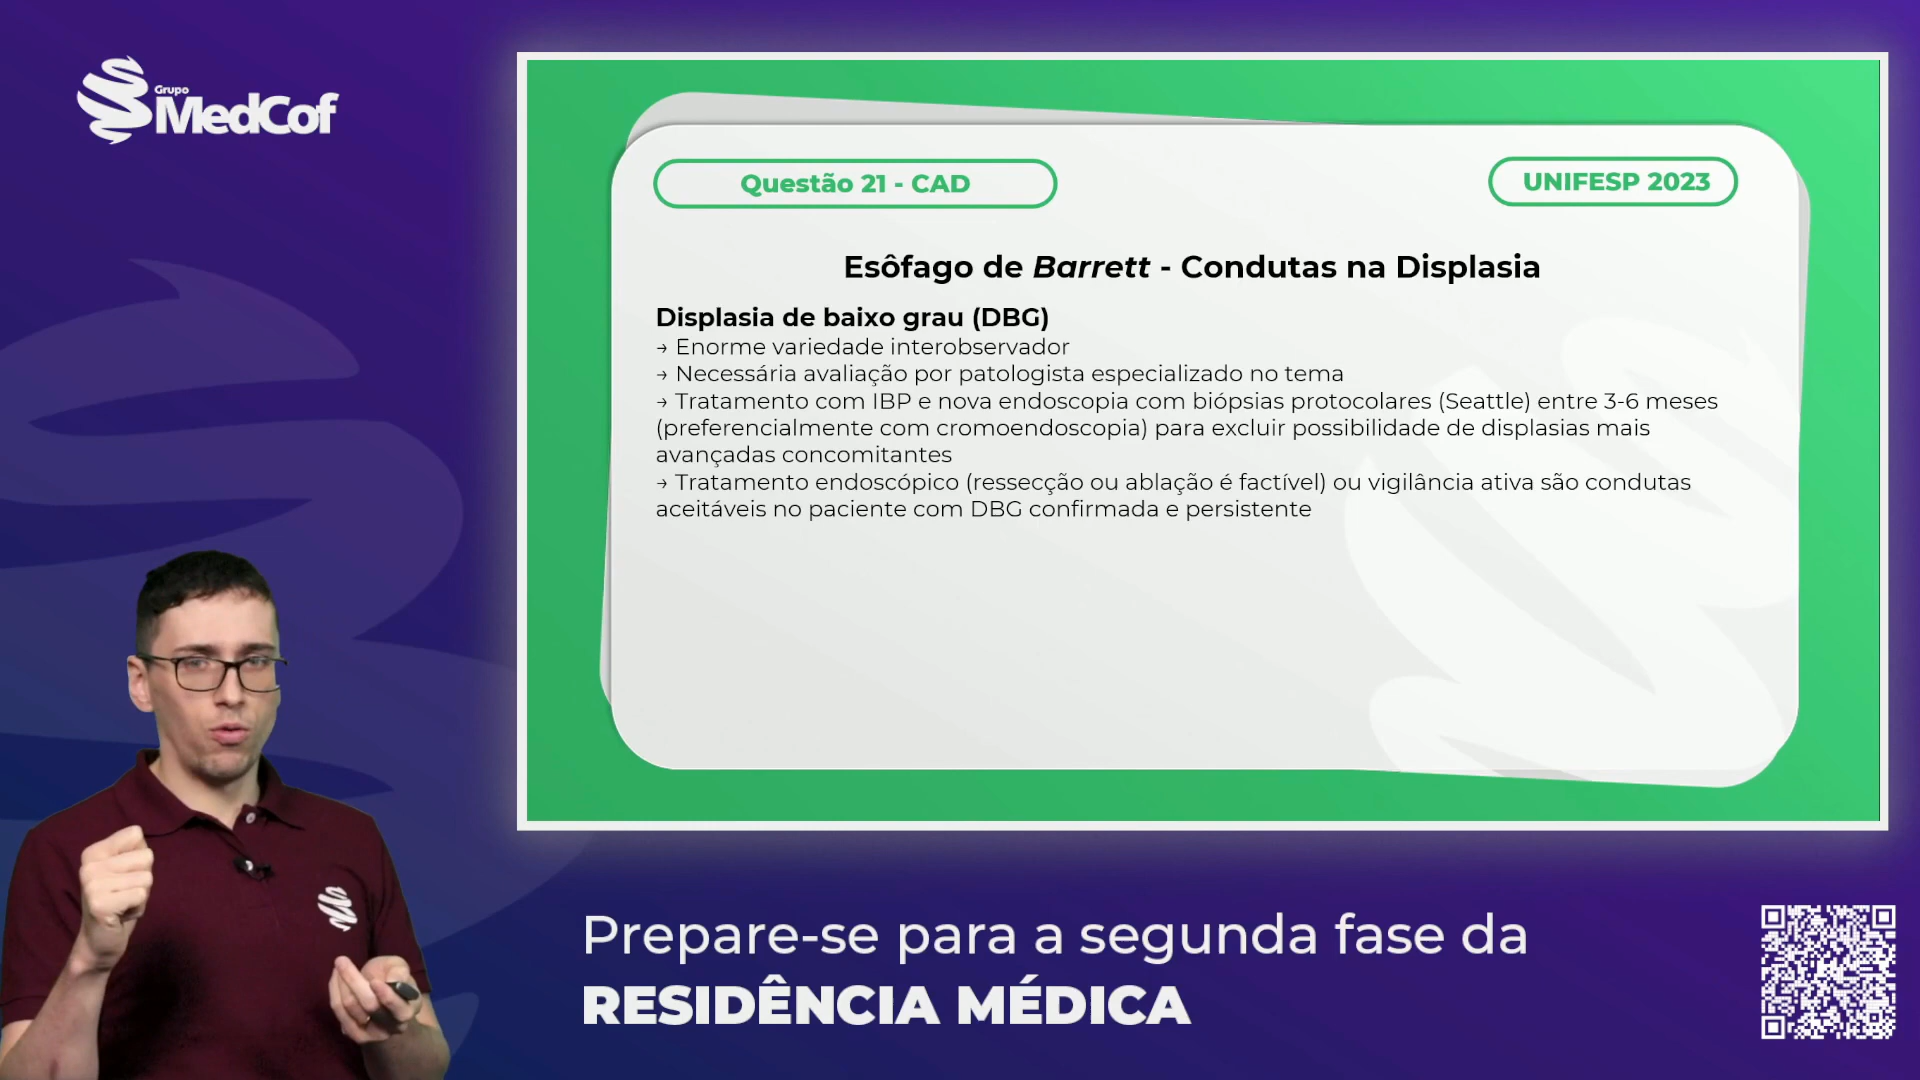 Grupo
MedCof
Questão 21 - CAD
UNIFESP 2023
Esôfago de Barrett - Condutas na Displasia
Displasia de baixo grau (DBG)
→ Enorme variedade interobservador
→ Necessária avaliação por patologista especializado no tema
→ Tratamento com IBP e nova endoscopia com biópsias protocolares (Seattle) entre 3-6 meses
(preferencialmente com cromoendoscopia) para excluir possibilidade de displasias mais
avançadas concomitantes
→ Tratamento endoscópico (ressecção ou ablação é factível) ou vigilância ativa são condutas
aceitáveis no paciente com DBG confirmada e persistente
Prepare-se para a segunda fase da
RESIDÊNCIA MÉDICA